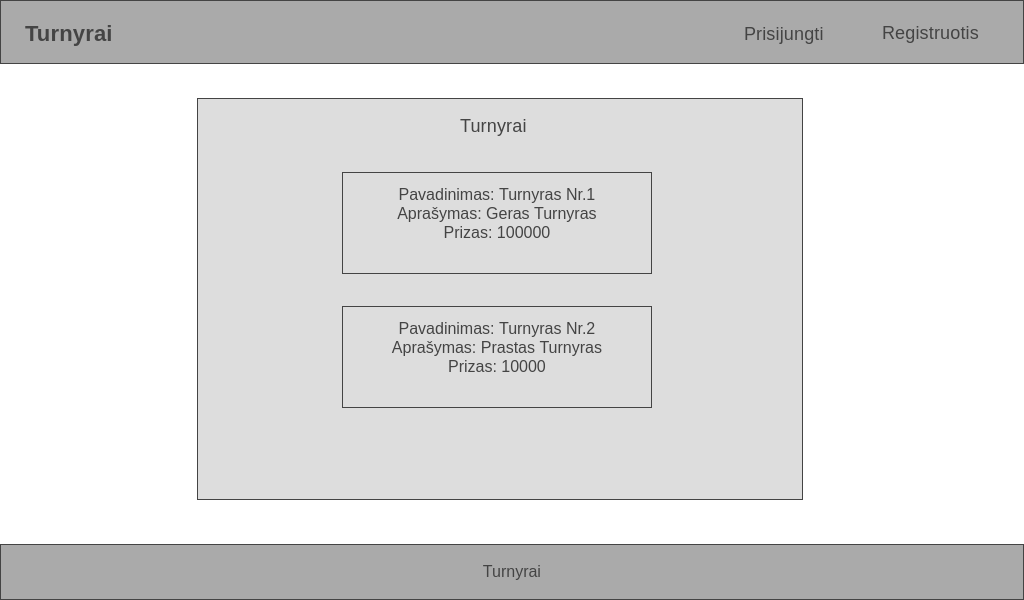 Turnyrai
Prisijungti
Registruotis
Turnyrai
Pavadinimas: Turnyras Nr.1
Aprašymas: Geras Turnyras
Prizas: 100000
Pavadinimas: Turnyras Nr.2
Aprašymas: Prastas Turnyras
Prizas: 10000
Turnyrai